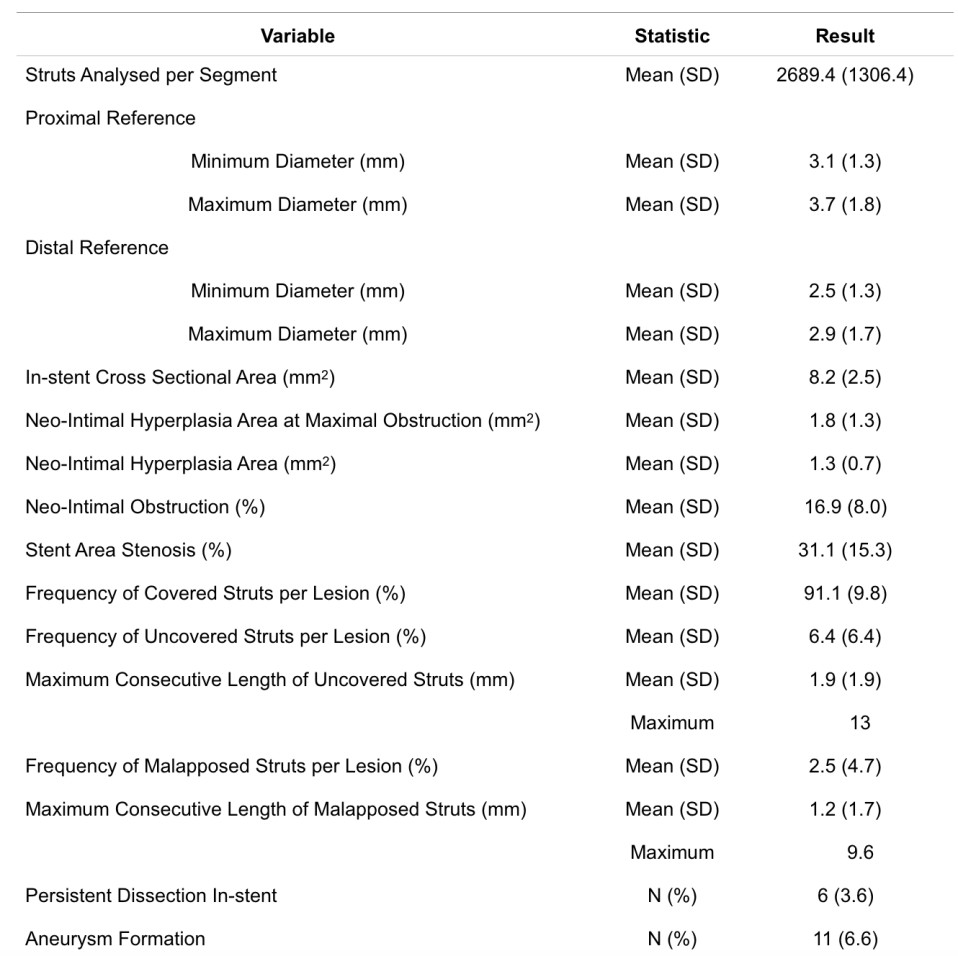 Variable Statistic Result
Struts Analysed per Segment Mean (SD) 2689.4 (1306.4)
Proximal Reference
Minimum Diameter (mm) Mean (SD) 3.1 (1.3)
Maximum Diameter (mm) Mean (SD) 3.7 (1.8)
Distal Reference
Minimum Diameter (mm) Mean (SD) 2.5 (1.3)
Maximum Diameter (mm) Mean (SD) 2.9 (1.7)
In-stent Cross Sectional Area (mm²) Mean (SD) 8.2 (2.5)
Neo-Intimal Hyperplasia Area at Maximal Obstruction (mm²) Mean (SD) 1.8 (1.3)
Neo-Intimal Hyperplasia Area (mm²) Mean (SD) 1.3 (0.7)
Neo-Intimal Obstruction (%) Mean (SD) 16.9 (8.0)
Stent Area Stenosis (%) Mean (SD) 31.1 (15.3)
Frequency of Covered Struts per Lesion (%) Mean (SD) 91.1 (9.8)
Frequency of Uncovered Struts per Lesion (%) Mean (SD) 6.4 (6.4)
Maximum Consecutive Length of Uncovered Struts (mm) Mean (SD) 1.9 (1.9)
Maximum 13
Frequency of Malapposed Struts per Lesion (%) Mean (SD) 2.5 (4.7)
Maximum Consecutive Length of Malapposed Struts (mm) Mean (SD) 1.2 (1.7)
Maximum 9.6
Persistent Dissection In-stent N (%) 6 (3.6)
Aneurysm Formation N (%) 11 (6.6)